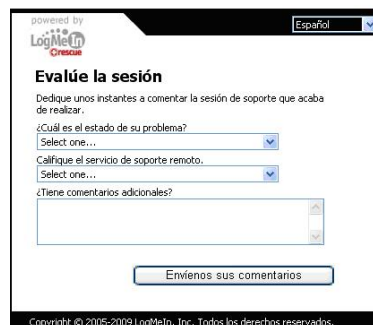 powered by
Español
LogMeIn
rescue
Evalúe la sesión
Dedique unos instantes a comentar la sesión de soporte que acaba
de realizar.
¿Cuál es el estado de su problema?
Select one...
Califique el servicio de soporte remoto.
Select one...
¿Tiene comentarios adicionales?
Envíenos sus comentarios
Copyright © 2005-2009 LogMeIn, Inc. Todos los derechos reservados.